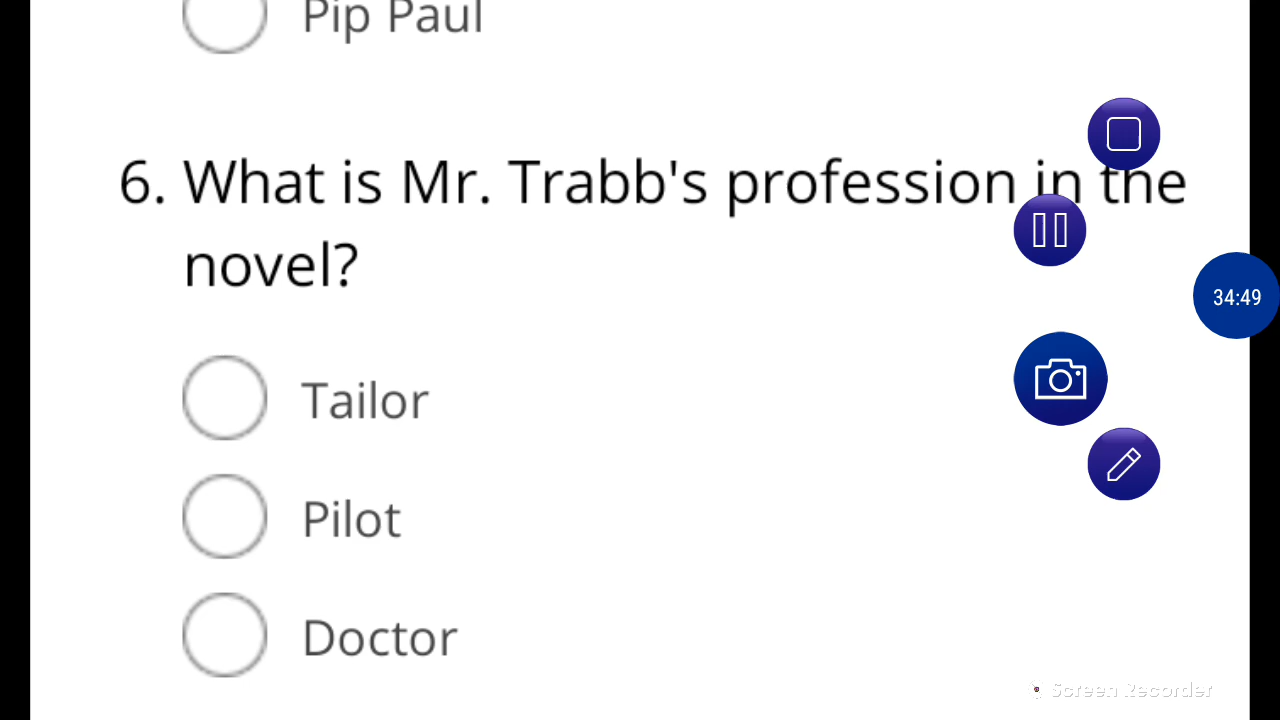 Pip Paul
6. What is Mr. Trabb's profession in the
novel?
34:49
Tailor
Pilot
Doctor
Screen Recorder